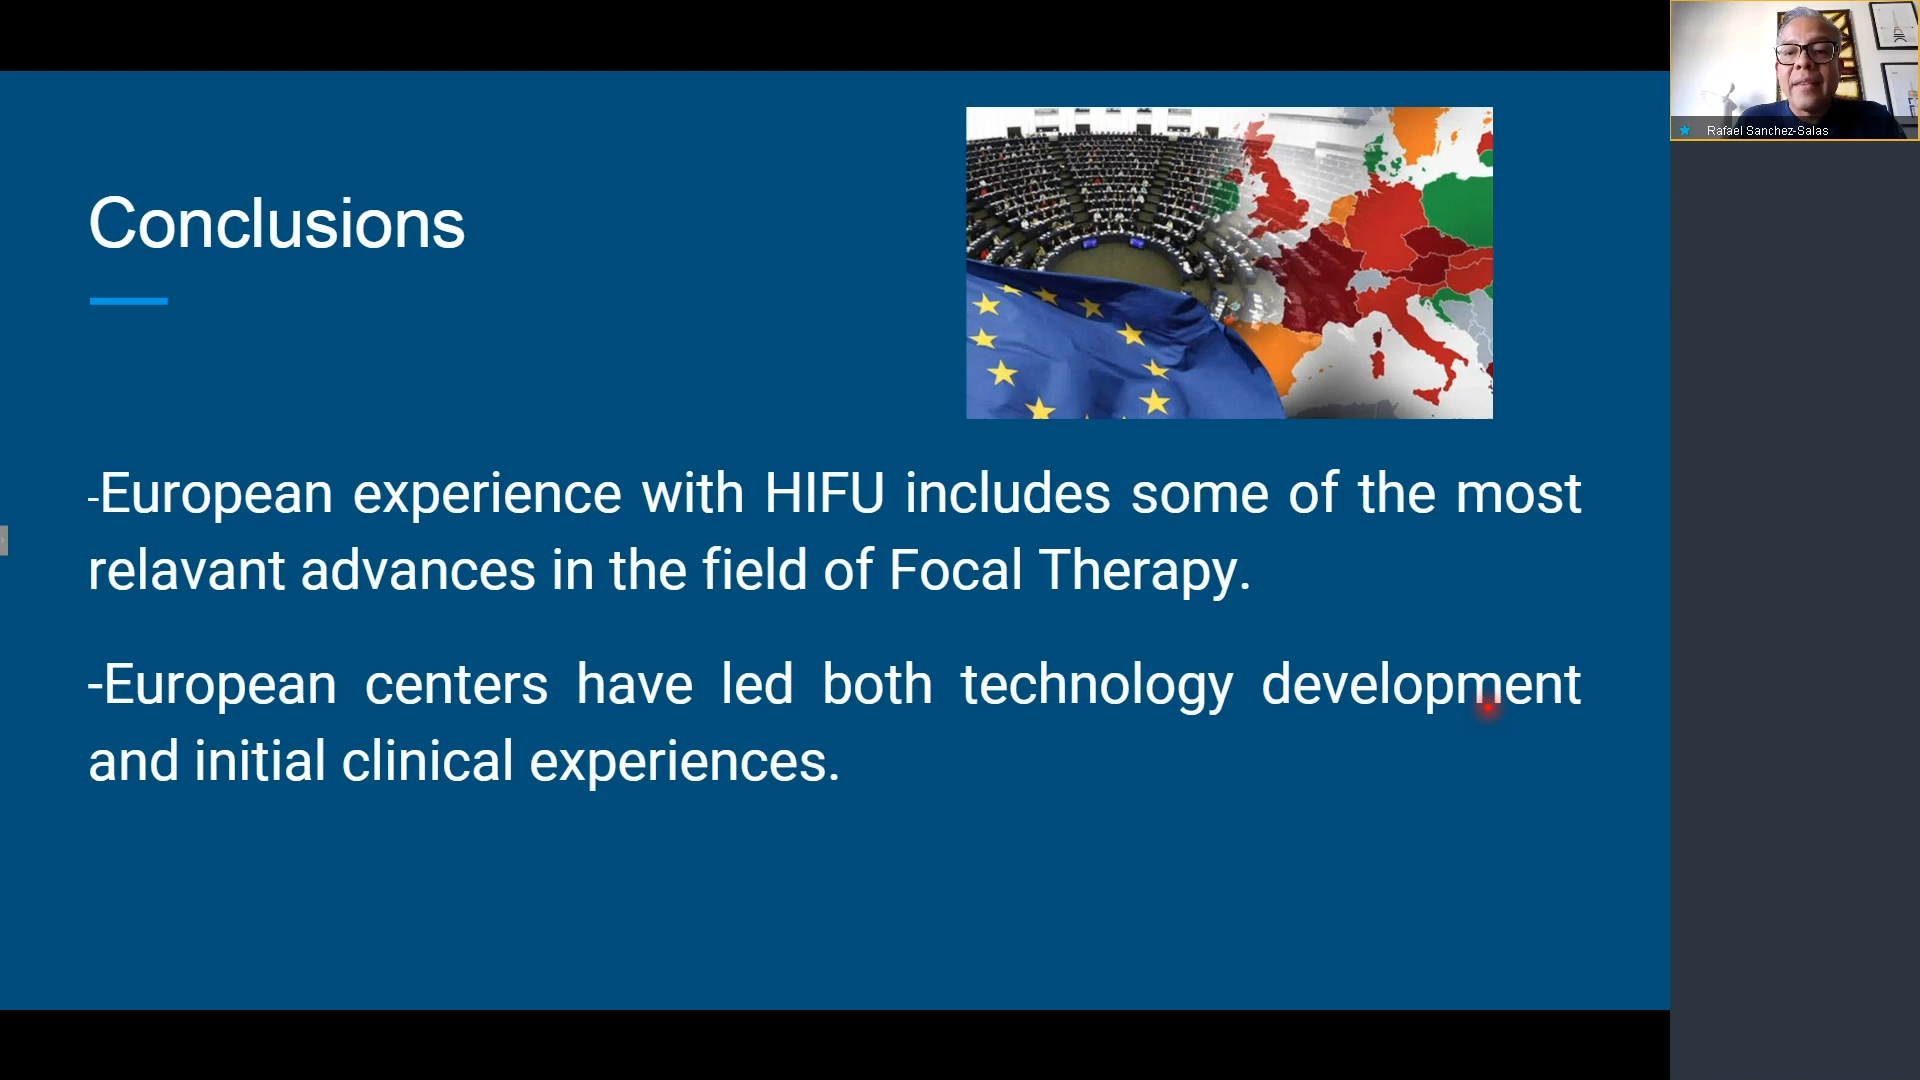 Rafael Sanchez-Salas
Conclusions
-European experience with HIFU includes some of the most
relavant advances in the field of Focal Therapy.
-European centers have led both technology development
and initial clinical experiences.